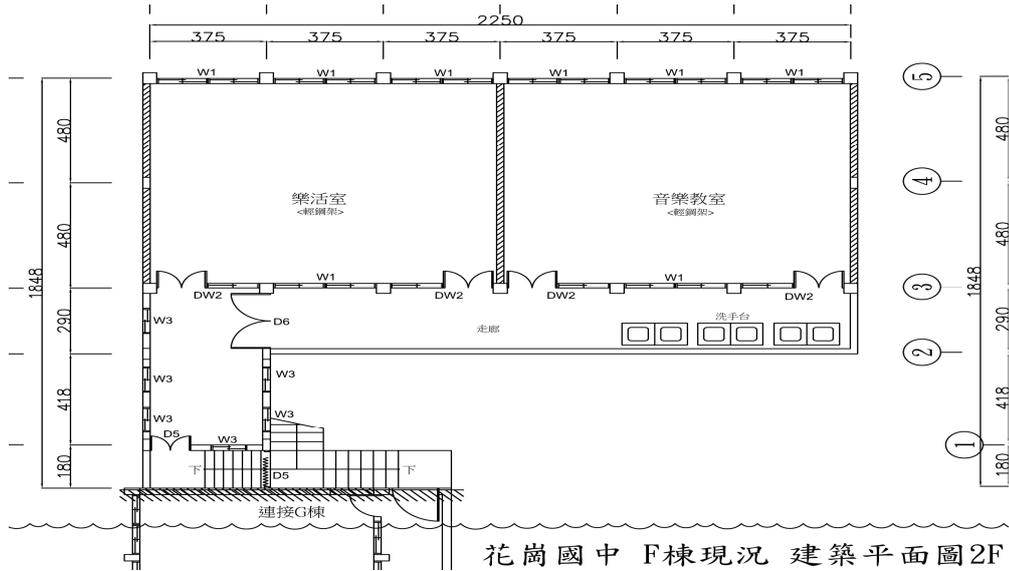 2250
375 375 375 375 375 375
W1 W1 W1 W1 W1 W1
5
480 480
4
樂活室 音樂教室
<輕鋼架> <輕鋼架>
480 480
1848 W1 W1 3 1848
DW2 DW2 DW2 DW2
290 W3 D6 走廊 洗手台 290
2
W3 W3
418 418
W3 W3
D5 W3 1
180 下 D5 下 180
連接G棟
花崗國中 F棟現況 建築平面圖2F